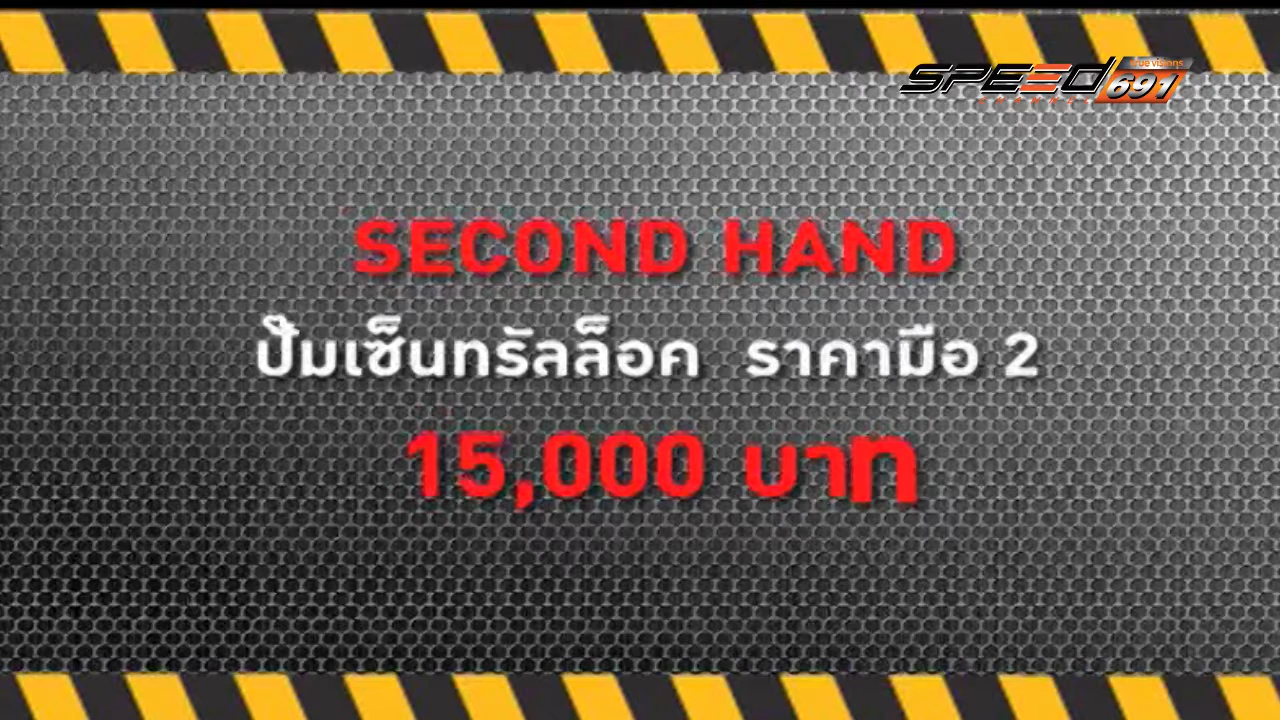 true visions
SPEED 691
CHANNEL
SECOND HAND
ปั๊มเซ็นทรัลล็อค ราคามือ 2
15,000 บาท